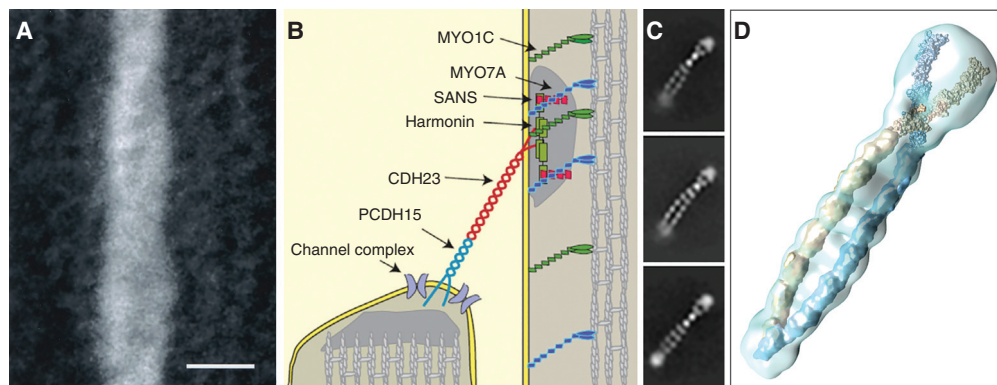 A
B
MYO1C
MYO7A
SANS
Harmonin
CDH23
PCDH15
Channel complex
C
D